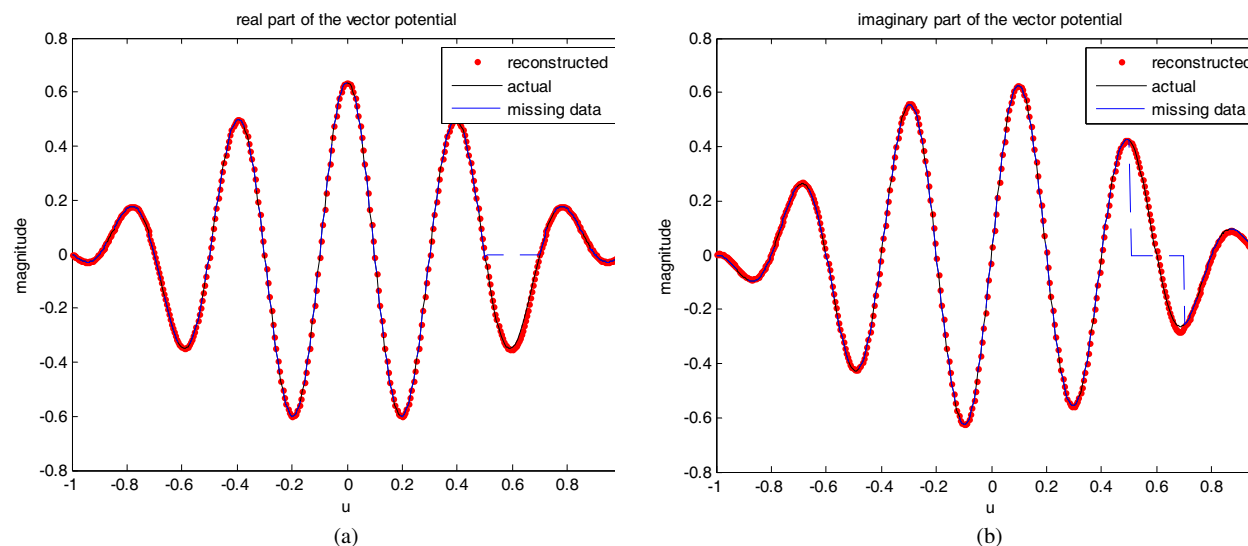 real part of the vector potential
0.8
0.6
0.4
0.2
0
-0.2
-0.4
-0.6
-0.8
magnitude
reconstructed
actual
missing data
-1 -0.8 -0.6 -0.4 -0.2 0 0.2 0.4 0.6 0.8
u
(a)
imaginary part of the vector potential
0.8
0.6
0.4
0.2
0
-0.2
-0.4
-0.6
-0.8
magnitude
reconstructed
actual
missing data
-1 -0.8 -0.6 -0.4 -0.2 0 0.2 0.4 0.6 0.8
u
(b)